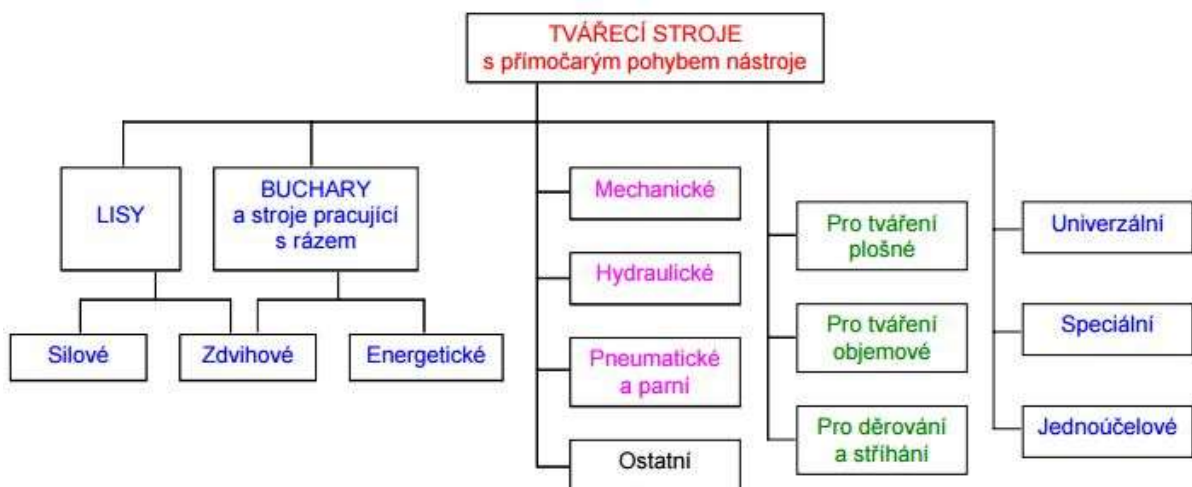 TVÁŘECÍ STROJE
s přímočarým pohybem nástroje
LISY
BUCHARY
a stroje pracující
s rázem
Silové
Zdvihové
Energetické
Mechanické
Hydraulické
Pneumatické
a parní
Ostatní
Pro tváření
plošné
Pro tváření
objemové
Pro děrování
a stříhání
Univerzální
Speciální
Jednoúčelové